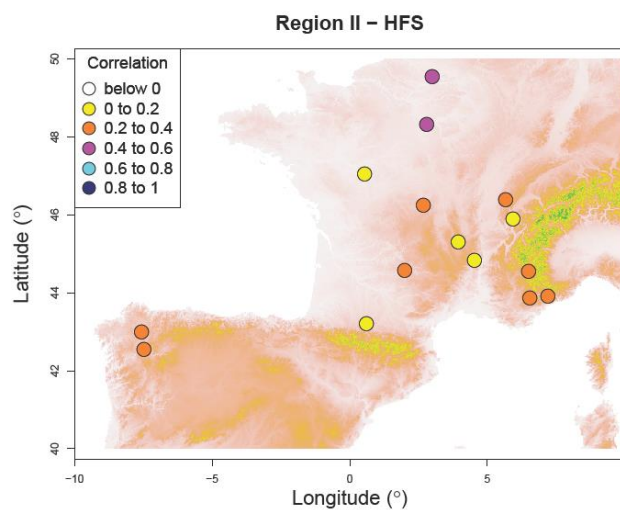 Region II − HFS
Correlation
below 0
0 to 0.2
0.2 to 0.4
0.4 to 0.6
0.6 to 0.8
0.8 to 1
50
48
46
44
42
40
Latitude (°)
−10
−5
0
5
Longitude (°)